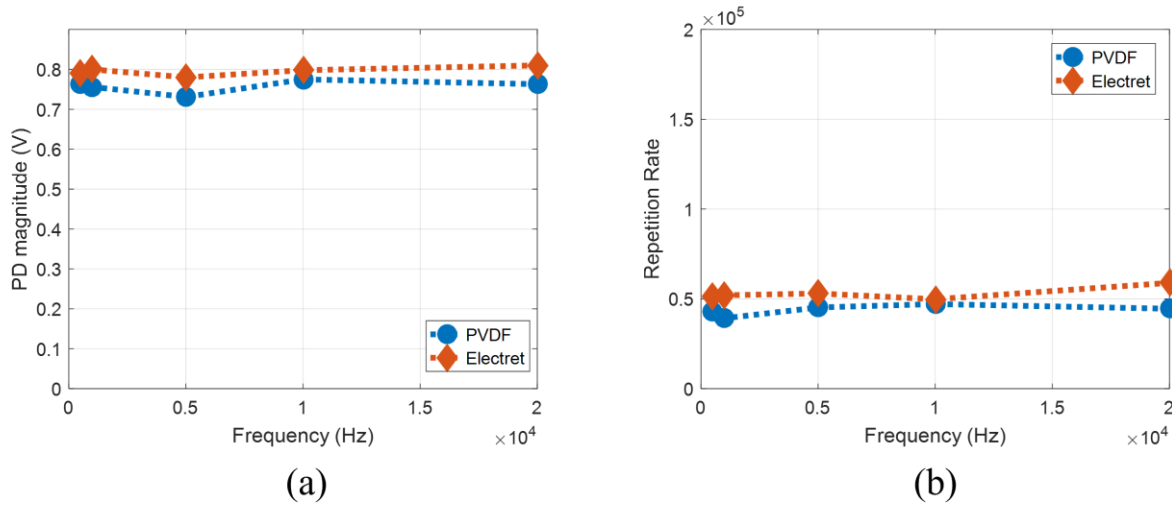 0.8
0.7
0.6
0.5
0.4
0.3
0.2
0.1
0
PD magnitude (V)
PVDF
Electret
0 0.5 1 1.5 2
Frequency (Hz) ×10⁴
(a)
×10⁵
2
1.5
1
0.5
0
Repetition Rate
PVDF
Electret
0 0.5 1 1.5 2
Frequency (Hz) ×10⁴
(b)